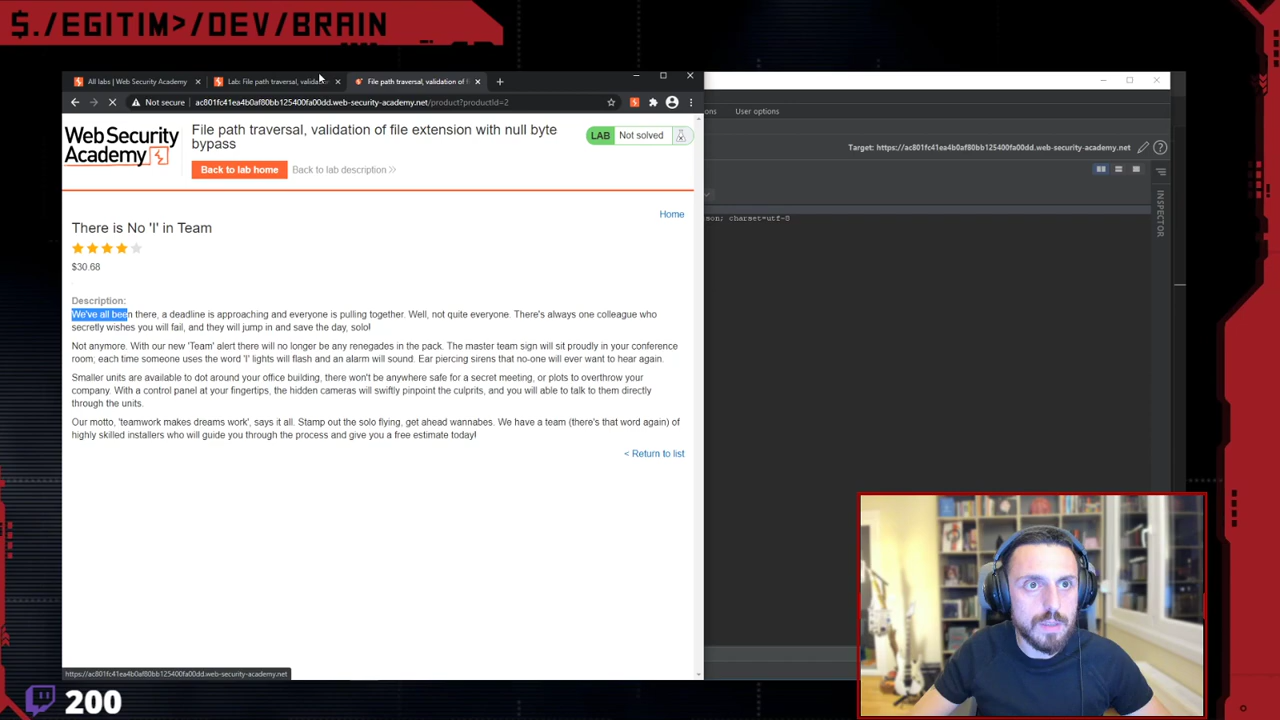 $./EGITIM>/DEV/BRAIN
All labs | Web Security Academy
Lab: File path traversal, validation
File path traversal, validation of f
User options
Not secure
ac801fc41ea4b0af80bb125400fa00dd.web-security-academy.net/product?productId=2
Target: https://ac801fc41ea4b0af80bb125400fa00dd.web-security-academy.net
WebSecurity
Academy
File path traversal, validation of file extension with null byte
bypass
LAB
Not solved
Back to lab home
Back to lab description >>
INSPECTOR
son; charset=utf-8
Home
There is No 'I' in Team
$30.68
Description:
We've all been there, a deadline is approaching and everyone is pulling together. Well, not quite everyone. There's always one colleague who
secretly wishes you will fail, and they will jump in and save the day, solo!
Not anymore. With our new 'Team' alert there will no longer be any renegades in the pack. The master team sign will sit proudly in your conference
room; each time someone uses the word 'I' lights will flash and an alarm will sound. Ear piercing sirens that no-one will ever want to hear again.
Smaller units are available to dot around your office building, there won't be anywhere safe for a secret meeting, or plots to overthrow your
company. With a control panel at your fingertips, the hidden cameras will swiftly pinpoint the culprits, and you will able to talk to them directly
through the units.
Our motto, 'teamwork makes dreams work', says it all. Stamp out the solo flying, get ahead wannabes. We have a team (there's that word again) of
highly skilled installers who will guide you through the process and give you a free estimate today!
< Return to list
https://ac801fc41ea4b0af80bb125400fa00dd.web-security-academy.net
200